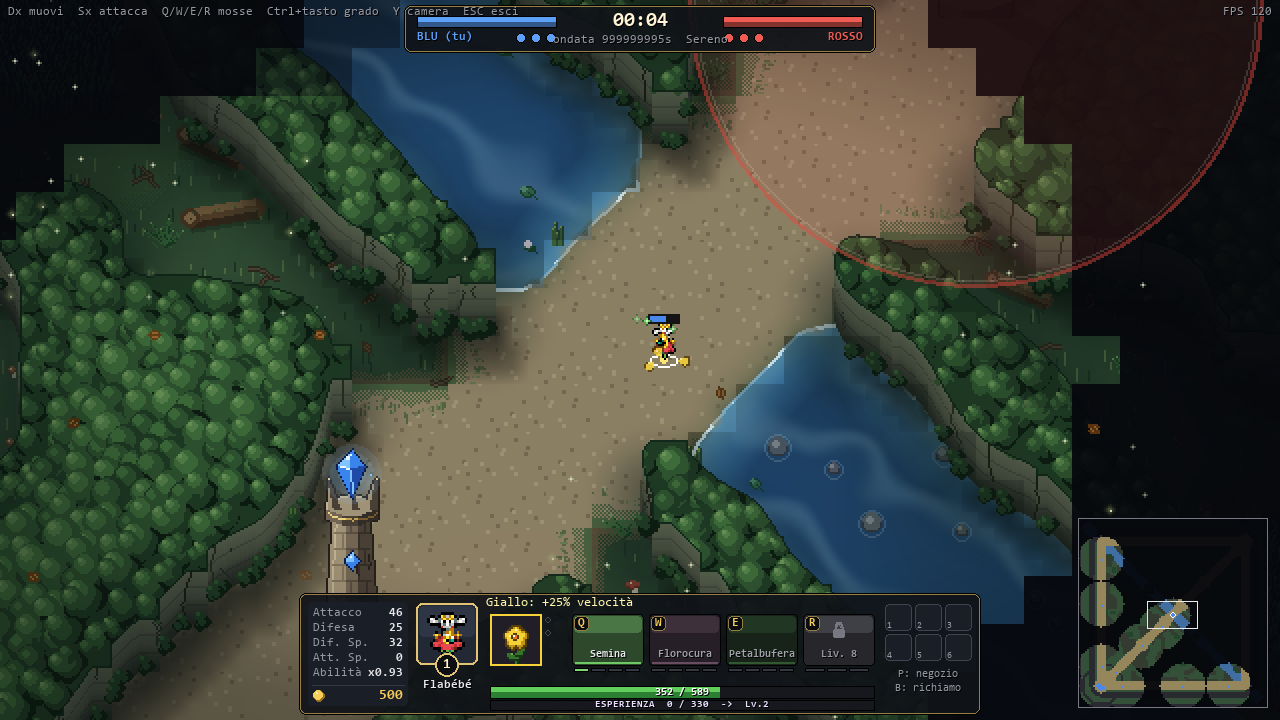 Dx muovi  Sx attacca  Q/W/E/R mosse  Ctrl+tasto grado  Y camera  ESC esci
FPS 120
00:04
BLU (tu)
ondata 999999995s  Sereno
ROSSO
Attacco 46
Difesa 25
Dif. Sp. 32
Att. Sp. 0
Abilità x0.93
500
1
Flabébé
Giallo: +25% velocità
Q
Semina
W
Florocura
E
Petalbufera
R
Liv. 8
1 2 3
4 5 6
P: negozio
B: richiamo
352 / 589
ESPERIENZA  0 / 330  ->  Lv.2